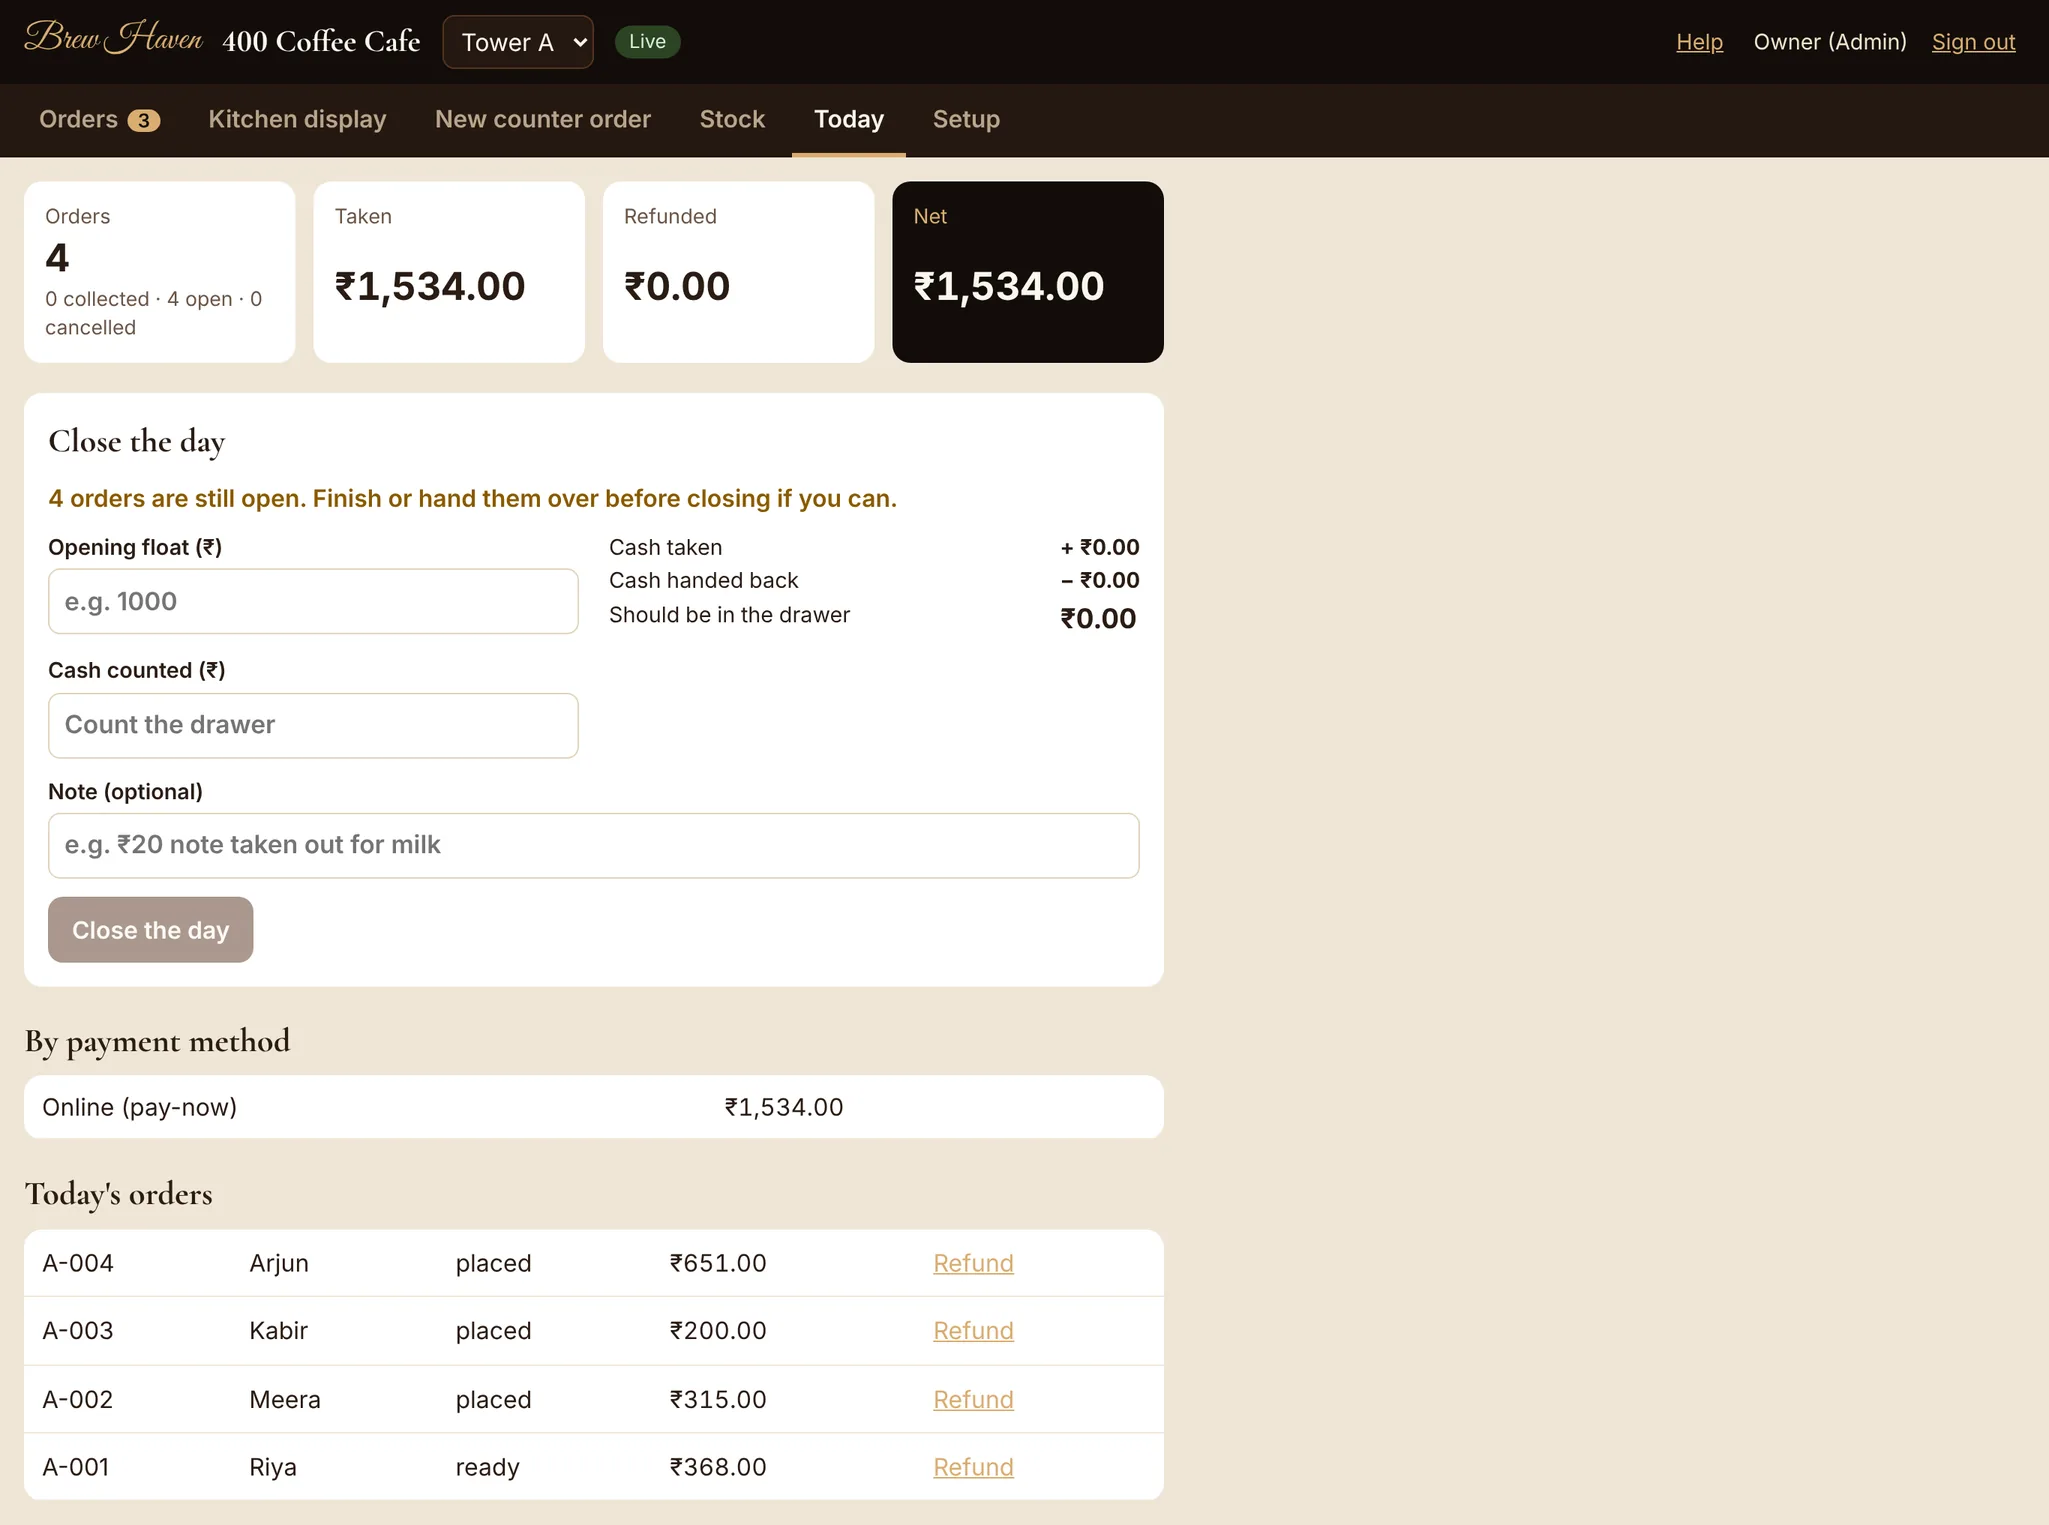 Brew Haven 400 Coffee Cafe Tower A Live Help Owner (Admin) Sign out
Orders 3 Kitchen display New counter order Stock Today Setup
Orders
4
0 collected · 4 open · 0
cancelled
Taken
₹1,534.00
Refunded
₹0.00
Net
₹1,534.00
Close the day
4 orders are still open. Finish or hand them over before closing if you can.
Opening float (₹)
e.g. 1000
Cash taken + ₹0.00
Cash handed back – ₹0.00
Should be in the drawer ₹0.00
Cash counted (₹)
Count the drawer
Note (optional)
e.g. ₹20 note taken out for milk
Close the day
By payment method
Online (pay-now) ₹1,534.00
Today's orders
A-004 Arjun placed ₹651.00 Refund
A-003 Kabir placed ₹200.00 Refund
A-002 Meera placed ₹315.00 Refund
A-001 Riya ready ₹368.00 Refund